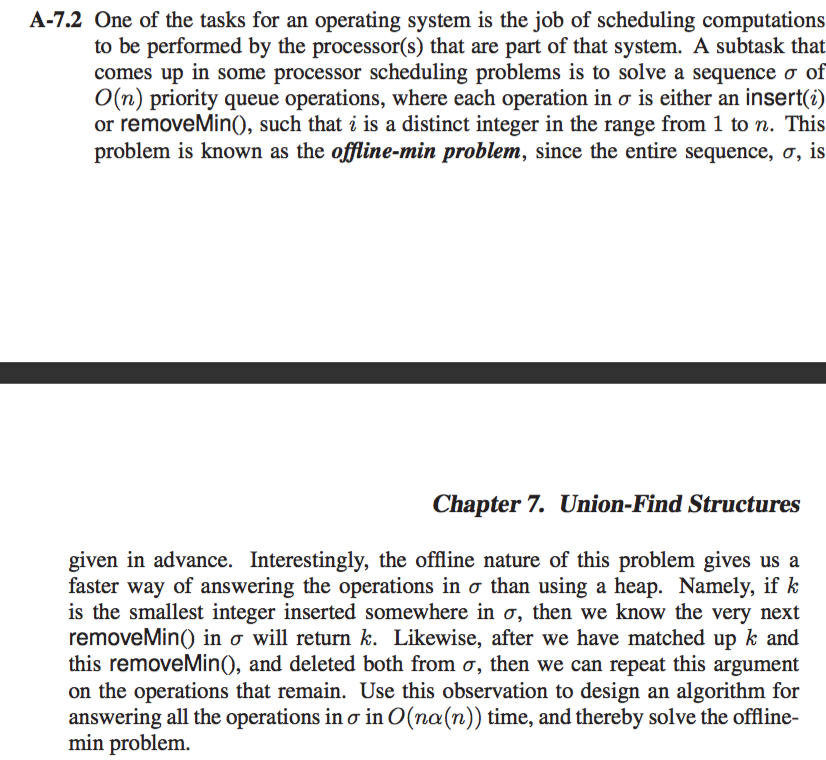 A-7.2 One of the tasks for an operating system is the job of scheduling computations
to be performed by the processor(s) that are part of that system. A subtask that
comes up in some processor scheduling problems is to solve a sequence σ of
O(n) priority queue operations, where each operation in σ is either an insert(i)
or removeMin(), such that i is a distinct integer in the range from 1 to n. This
problem is known as the offline-min problem, since the entire sequence, σ, is
Chapter 7. Union-Find Structures
given in advance. Interestingly, the offline nature of this problem gives us a
faster way of answering the operations in σ than using a heap. Namely, if k
is the smallest integer inserted somewhere in σ, then we know the very next
removeMin() in σ will return k. Likewise, after we have matched up k and
this removeMin(), and deleted both from σ, then we can repeat this argument
on the operations that remain. Use this observation to design an algorithm for
answering all the operations in σ in O(nα(n)) time, and thereby solve the offline-
min problem.